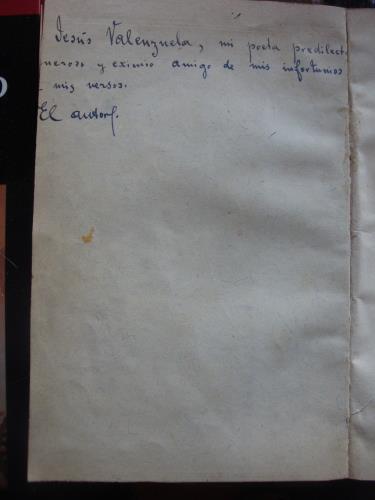 Jesús Valenzuela, mi poeta predilect
neroso y eximio amigo de mis infortunios
mis versos.
El autor.